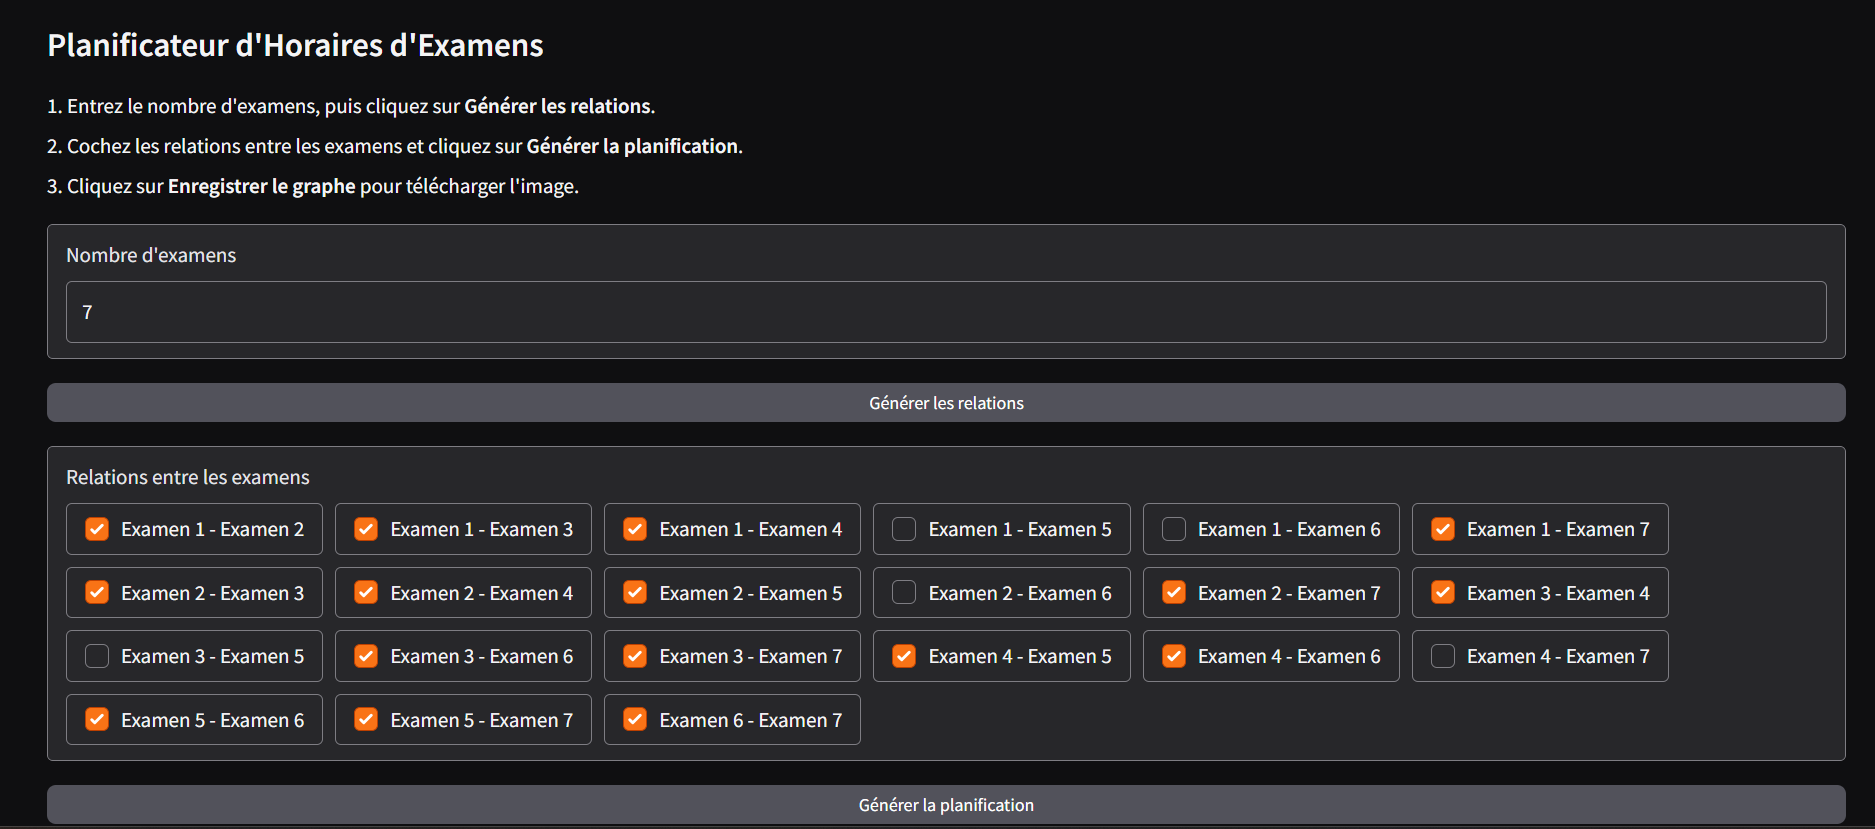 Planificateur d'Horaires d'Examens
1. Entrez le nombre d'examens, puis cliquez sur Générer les relations.
2. Cochez les relations entre les examens et cliquez sur Générer la planification.
3. Cliquez sur Enregistrer le graphe pour télécharger l'image.
Nombre d'examens
7
Générer les relations
Relations entre les examens
Examen 1 - Examen 2 Examen 1 - Examen 3 Examen 1 - Examen 4 Examen 1 - Examen 5 Examen 1 - Examen 6 Examen 1 - Examen 7
Examen 2 - Examen 3 Examen 2 - Examen 4 Examen 2 - Examen 5 Examen 2 - Examen 6 Examen 2 - Examen 7 Examen 3 - Examen 4
Examen 3 - Examen 5 Examen 3 - Examen 6 Examen 3 - Examen 7 Examen 4 - Examen 5 Examen 4 - Examen 6 Examen 4 - Examen 7
Examen 5 - Examen 6 Examen 5 - Examen 7 Examen 6 - Examen 7
Générer la planification